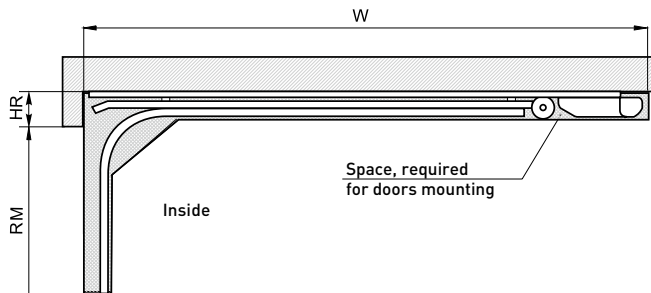 W
HR
Space, required
for doors mounting
Inside
RM